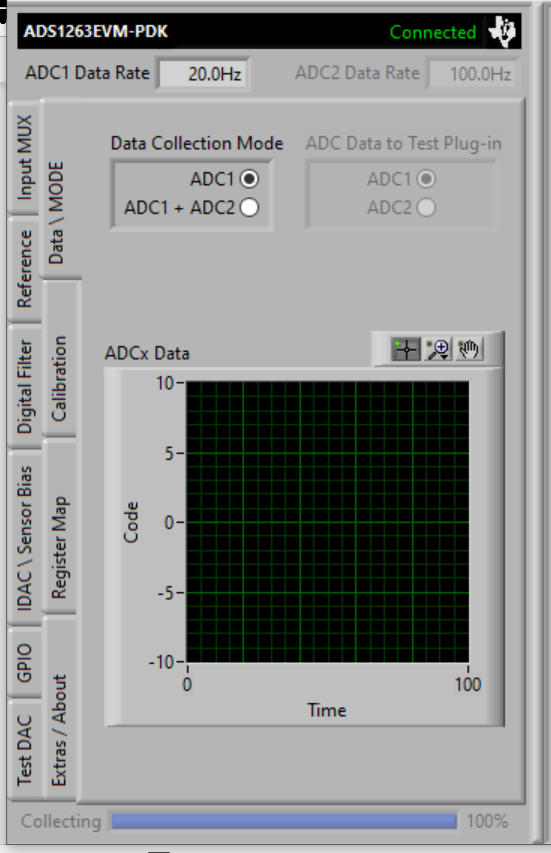 ADS1263EVM-PDK Connected
ADC1 Data Rate 20.0Hz ADC2 Data Rate 100.0Hz
Input MUX
Reference
Digital Filter
IDAC \ Sensor Bias
GPIO
Test DAC
Data \ MODE
Calibration
Register Map
Extras / About
Data Collection Mode
ADC1
ADC1 + ADC2
ADC Data to Test Plug-in
ADC1
ADC2
ADCx Data
Code
10
5
0
-5
-10
0 100
Time
Collecting 100%